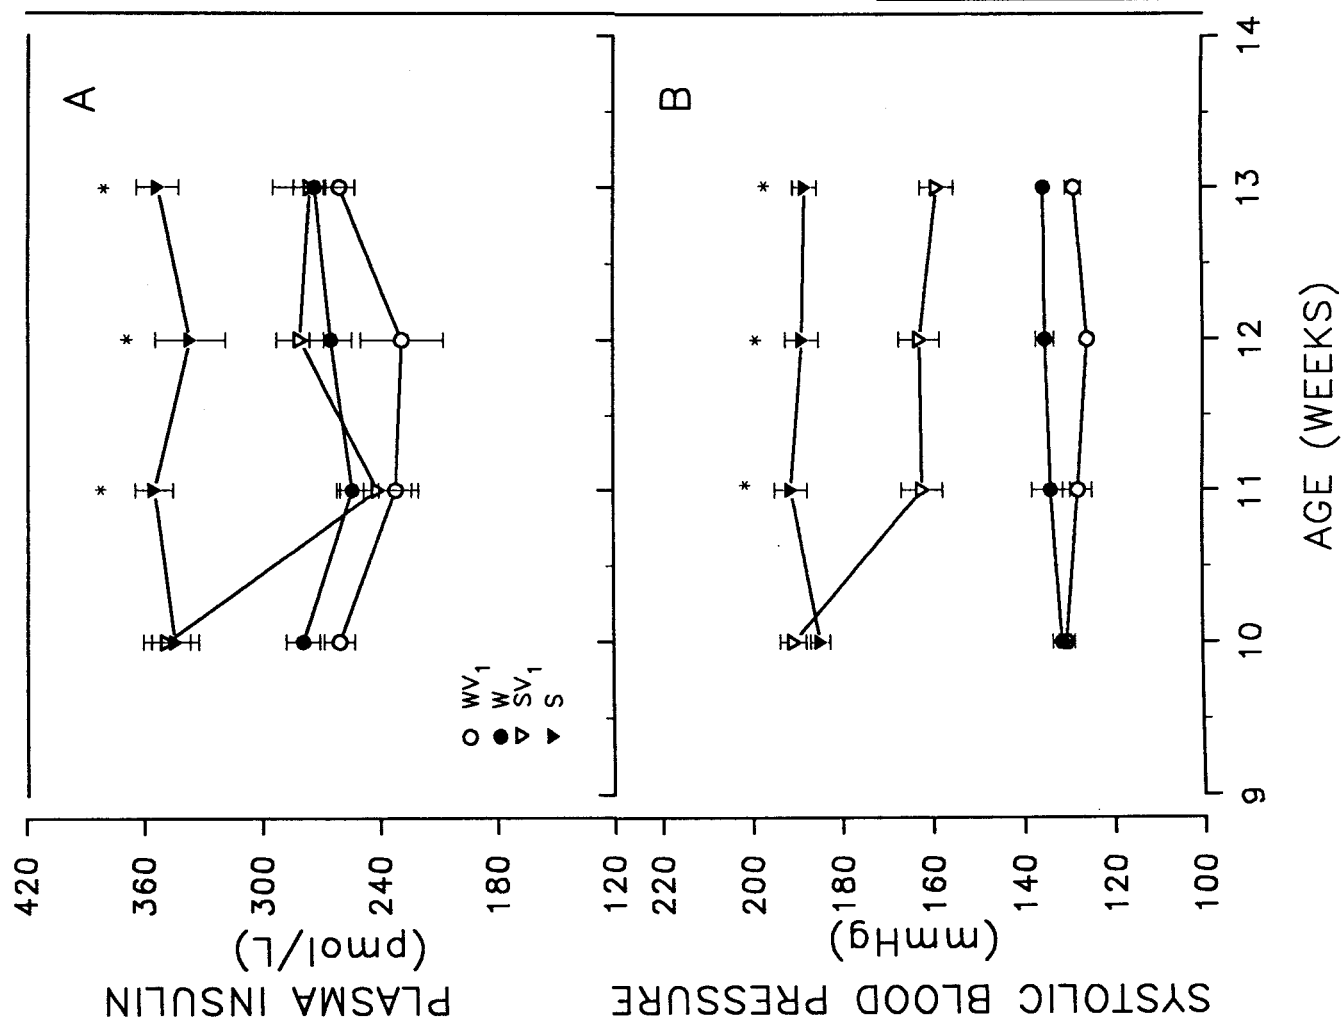 A
*
*
*
420
360
300
240
180
120
PLASMA INSULIN
(pmol/L)
WV1
W
SV1
S
B
*
*
*
220
200
180
160
140
120
100
SYSTOLIC BLOOD PRESSURE
(mmHg)
9
10
11
12
13
14
AGE (WEEKS)